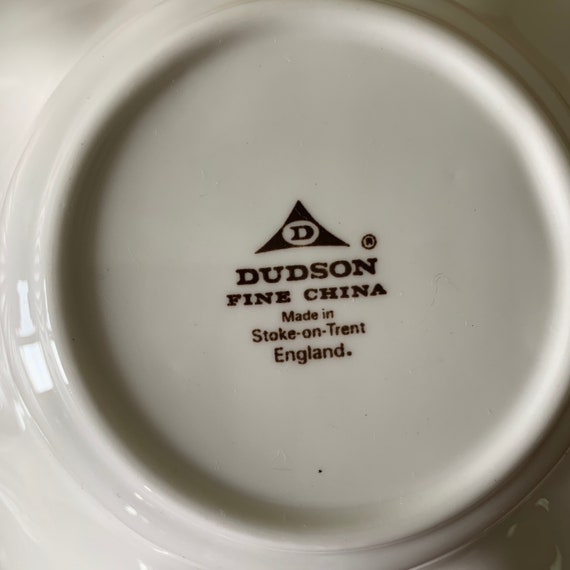 D ®
DUDSON
FINE CHINA
Made in
Stoke-on-Trent
England.